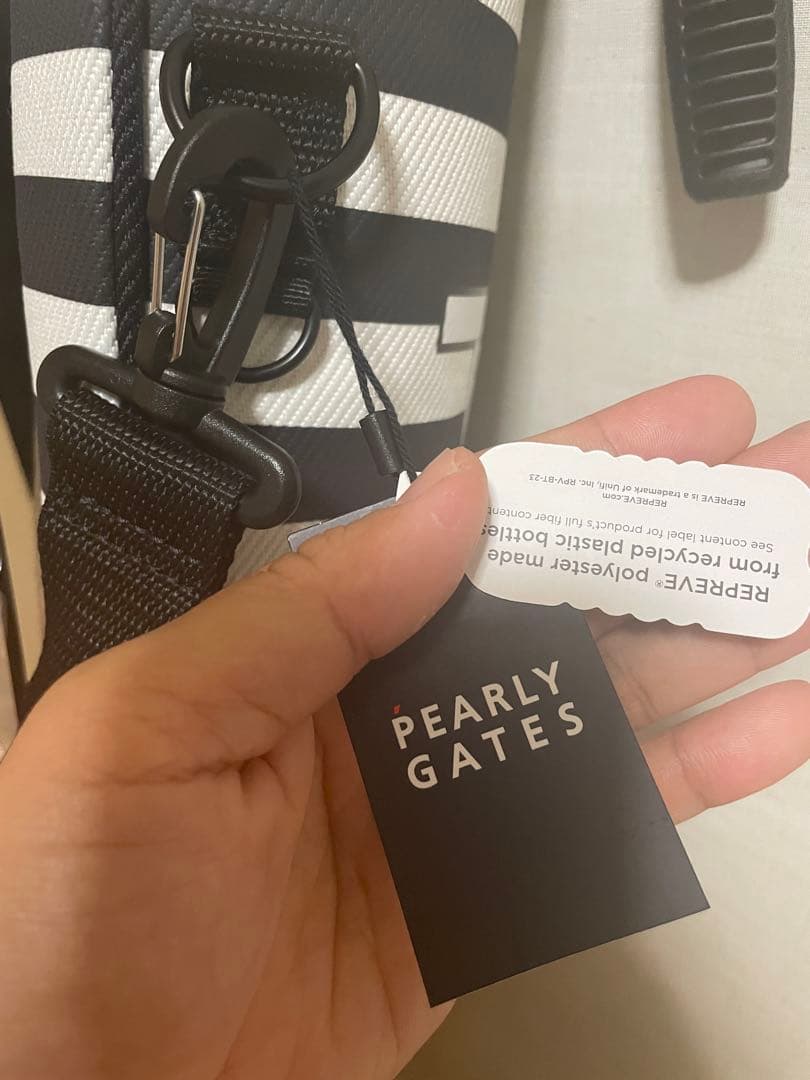 REPREVE® polyester made
from recycled plastic bottles
See content label for product's full fiber content
REPREVE.com
REPREVE is a trademark of Unifi, Inc. RPV-BT-23
PEARLY
GATES